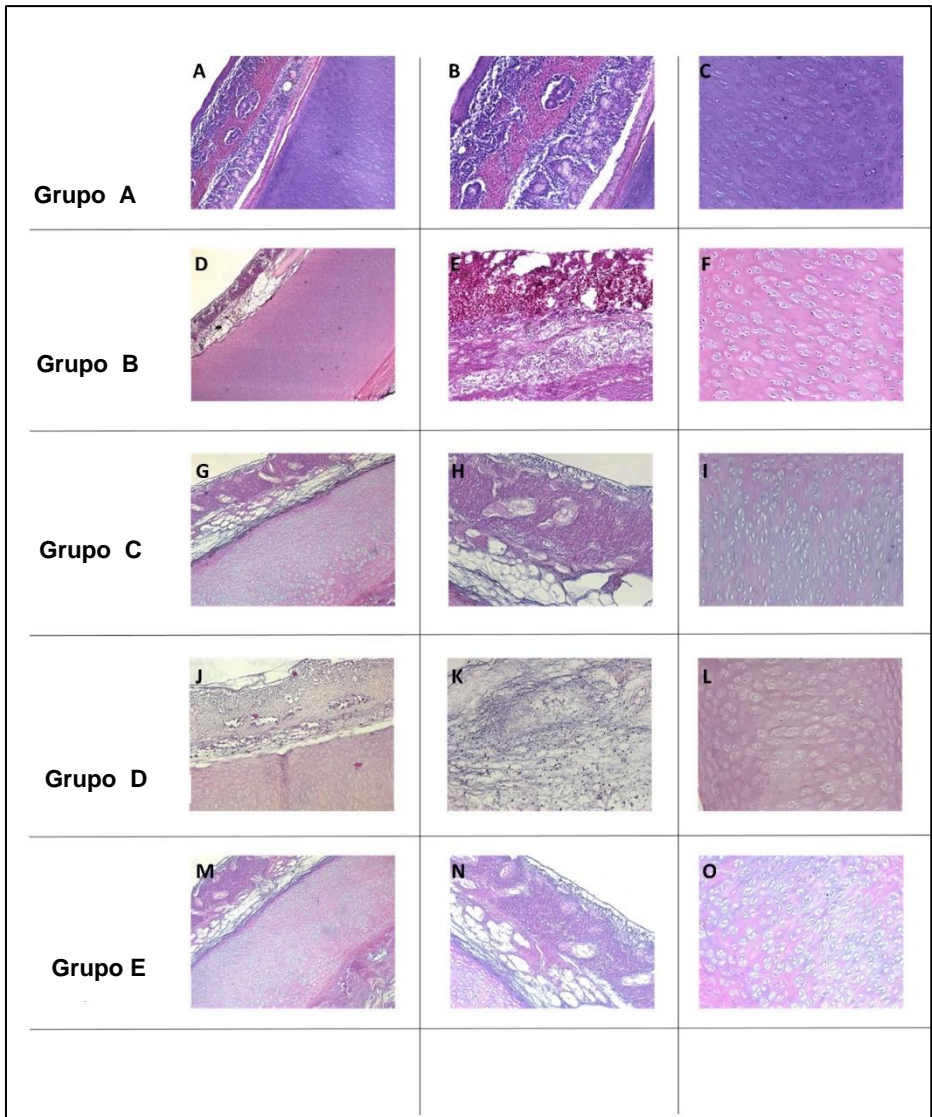 A B C
Grupo A
D E F
Grupo B
G H I
Grupo C
J K L
Grupo D
M N O
Grupo E